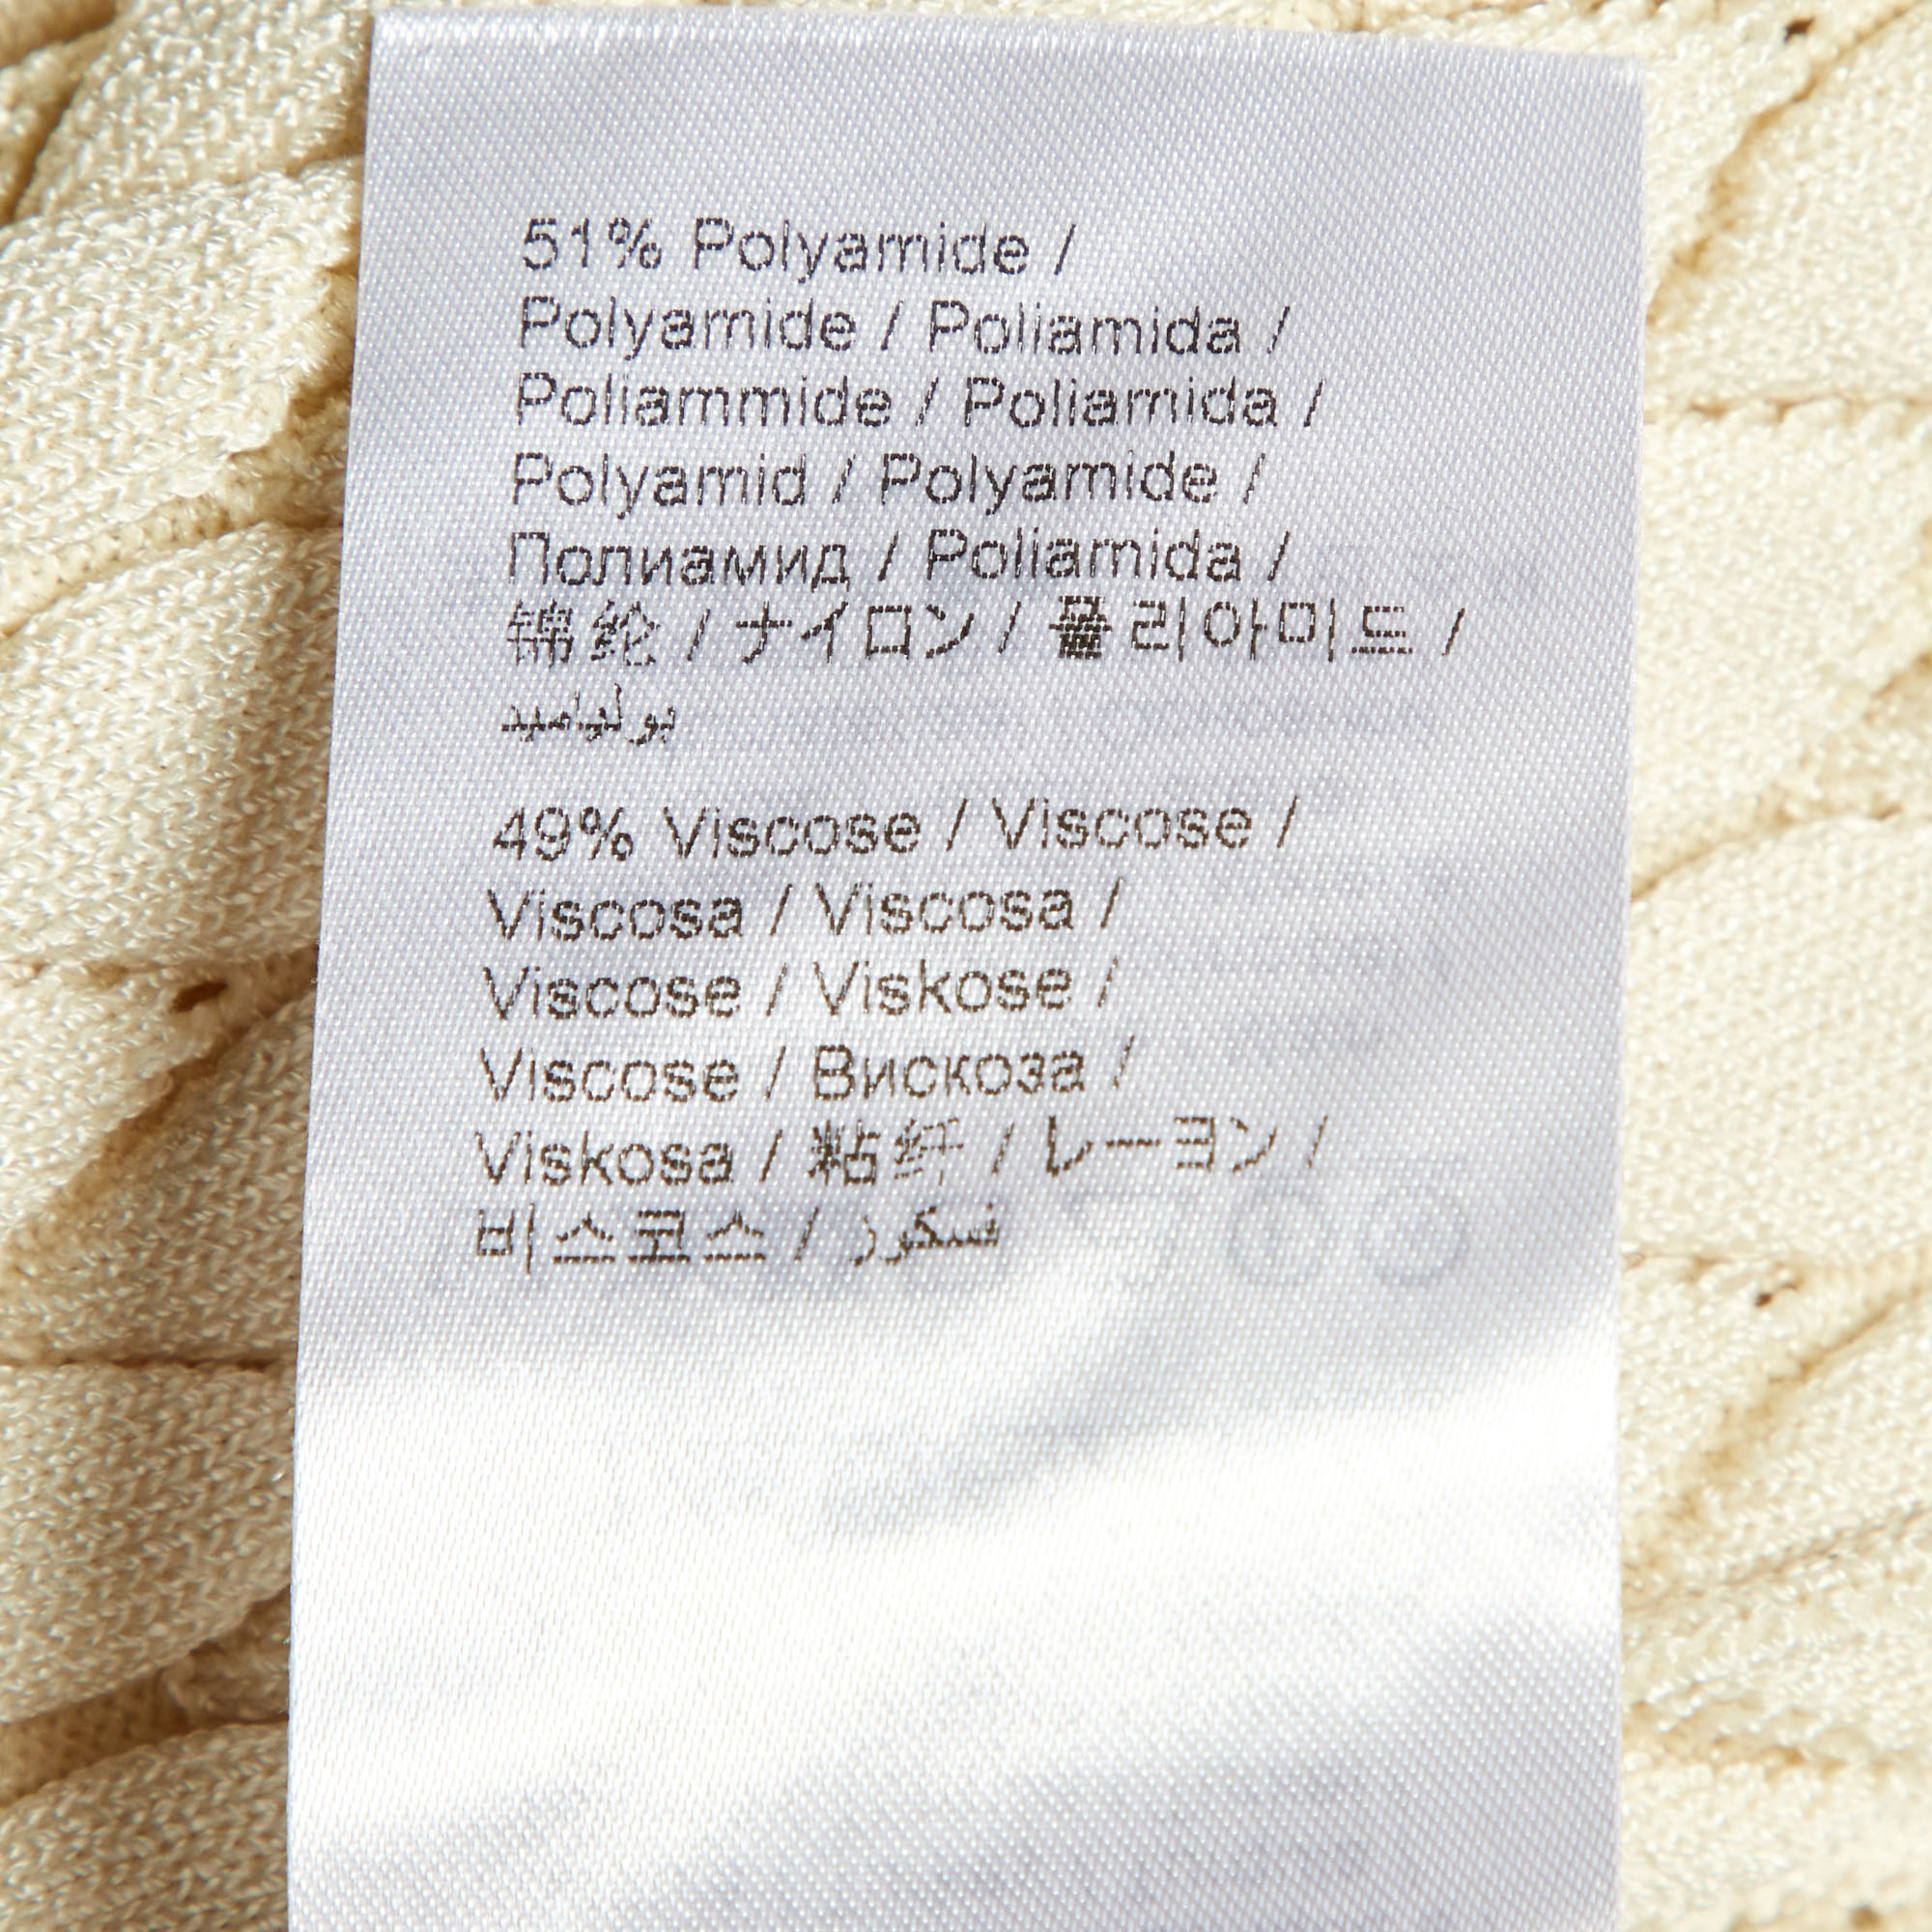 51% Polyamide /
Polyamide / Poliamida /
Poliammide / Poliamida /
Polyamid / Polyamide /
Полиамид / Poliamida /
锦纶 / ナイロン / 폴리아미드 /
بولياميد
49% Viscose / Viscose /
Viscosa / Viscosa /
Viscose / Viskose /
Viscose / Вискоза /
Viskosa / 粘纤 / レーヨン /
비스코스 /